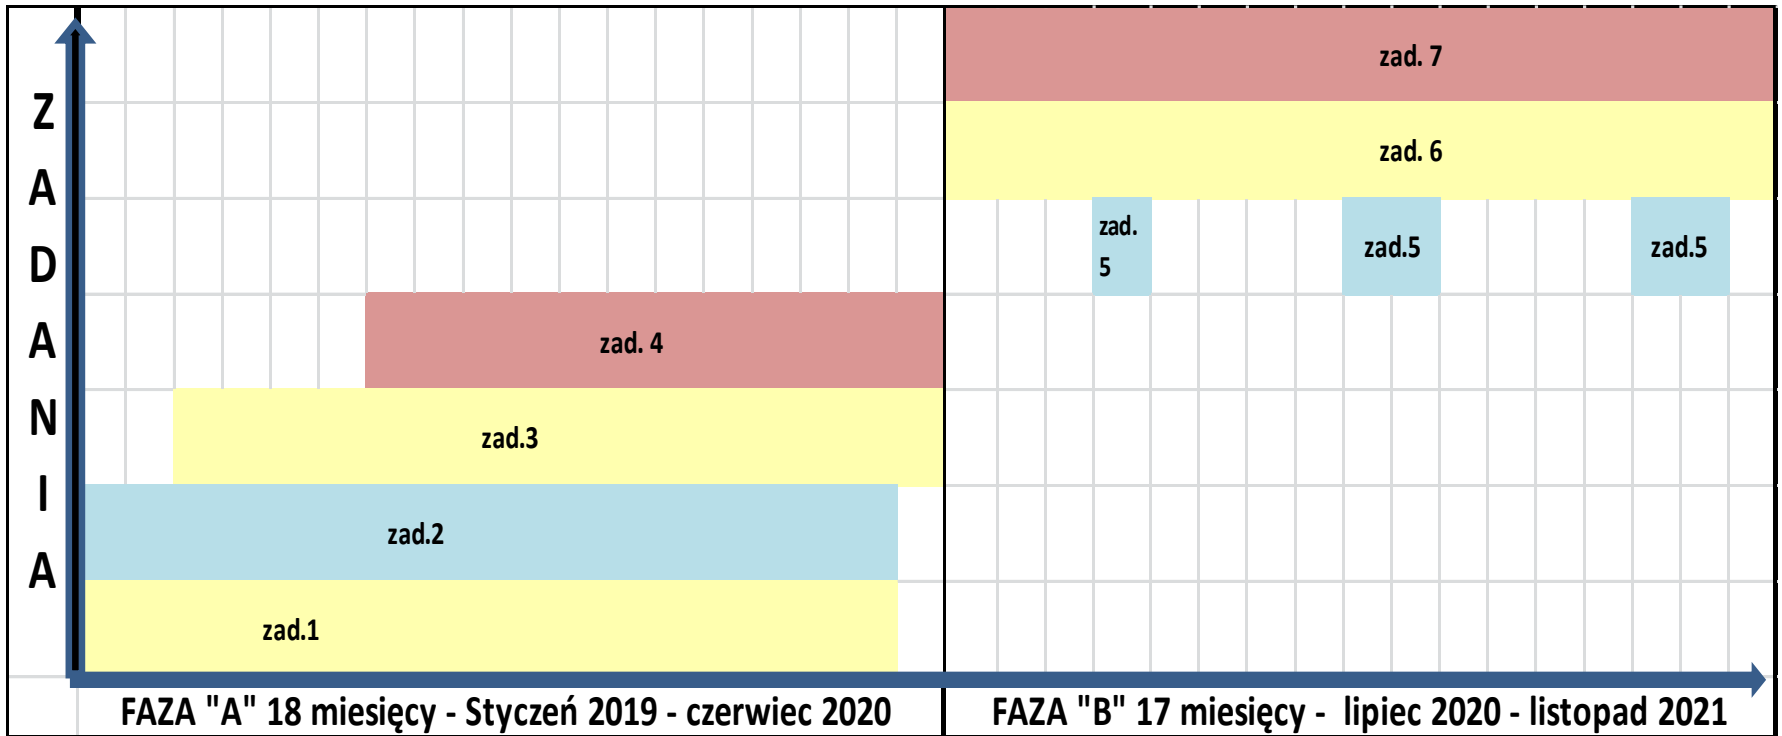 ZADANIA
zad. 7
zad. 6
zad.
5
zad.5
zad.5
zad. 4
zad.3
zad.2
zad.1
FAZA "A" 18 miesięcy - Styczeń 2019 - czerwiec 2020
FAZA "B" 17 miesięcy - lipiec 2020 - listopad 2021